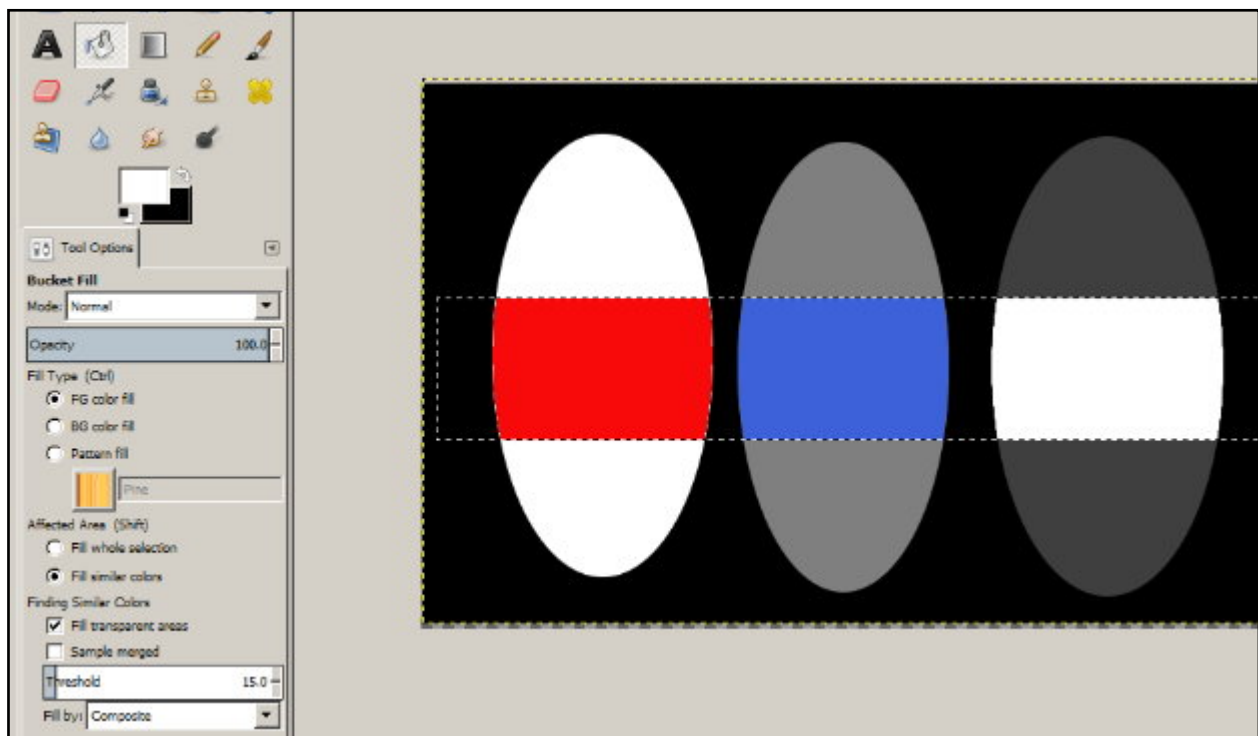 Tool Options
Bucket Fill
Mode: Normal
Opacity 100.0
Fill Type (Ctrl)
FG color fill
BG color fill
Pattern fill
Pine
Affected Area (Shift)
Fill whole selection
Fill similar colors
Finding Similar Colors
Fill transparent areas
Sample merged
Threshold 15.0
Fill by: Composite